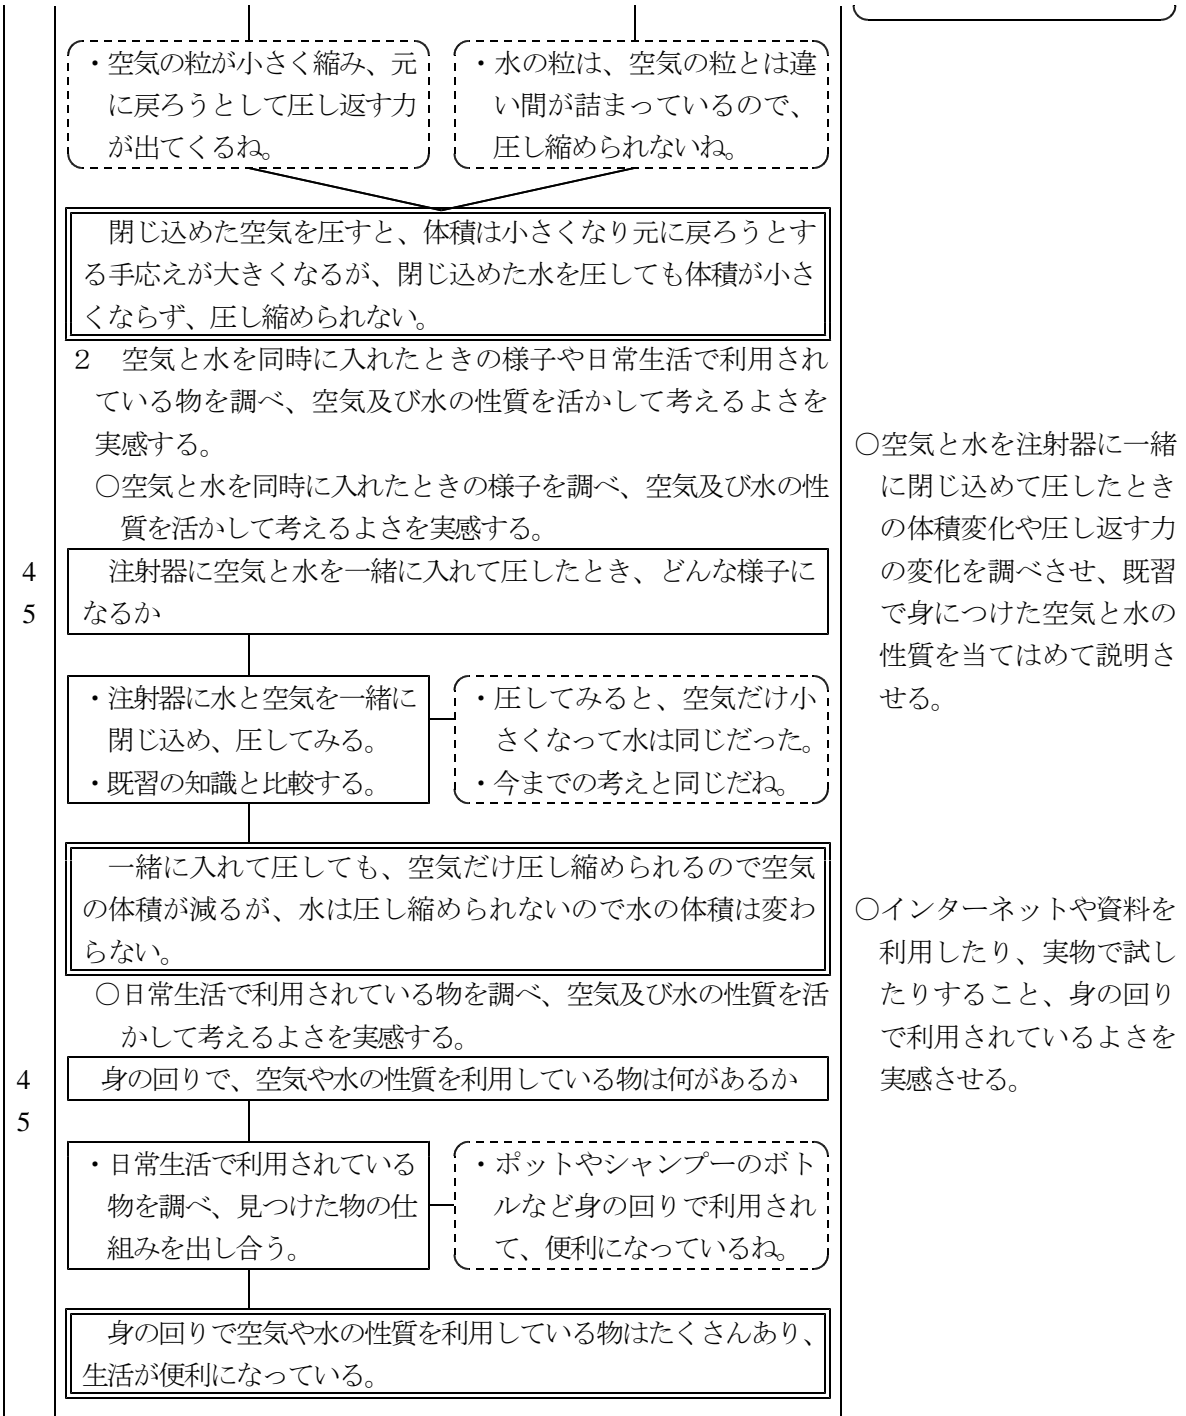 ・空気の粒が小さく縮み、元
に戻ろうとして圧し返す力
が出てくるね。
・水の粒は、空気の粒とは違
い間が詰まっているので、
圧し縮められないね。
閉じ込めた空気を圧すと、体積は小さくなり元に戻ろうとす
る手応えが大きくなるが、閉じ込めた水を圧しても体積が小さ
くならず、圧し縮められない。
２　空気と水を同時に入れたときの様子や日常生活で利用され
ている物を調べ、空気及び水の性質を活かして考えるよさを
実感する。
○空気と水を同時に入れたときの様子を調べ、空気及び水の性
質を活かして考えるよさを実感する。
4
5
注射器に空気と水を一緒に入れて圧したとき、どんな様子に
なるか
・注射器に水と空気を一緒に
閉じ込め、圧してみる。
・既習の知識と比較する。
・圧してみると、空気だけ小
さくなって水は同じだった。
・今までの考えと同じだね。
一緒に入れて圧しても、空気だけ圧し縮められるので空気
の体積が減るが、水は圧し縮められないので水の体積は変わ
らない。
○日常生活で利用されている物を調べ、空気及び水の性質を活
かして考えるよさを実感する。
4
5
身の回りで、空気や水の性質を利用している物は何があるか
・日常生活で利用されている
物を調べ、見つけた物の仕
組みを出し合う。
・ポットやシャンプーのボト
ルなど身の回りで利用され
て、便利になっているね。
身の回りで空気や水の性質を利用している物はたくさんあり、
生活が便利になっている。
○空気と水を注射器に一緒
に閉じ込めて圧したとき
の体積変化や圧し返す力
の変化を調べさせ、既習
で身につけた空気と水の
性質を当てはめて説明さ
せる。
○インターネットや資料を
利用したり、実物で試し
たりすること、身の回り
で利用されているよさを
実感させる。